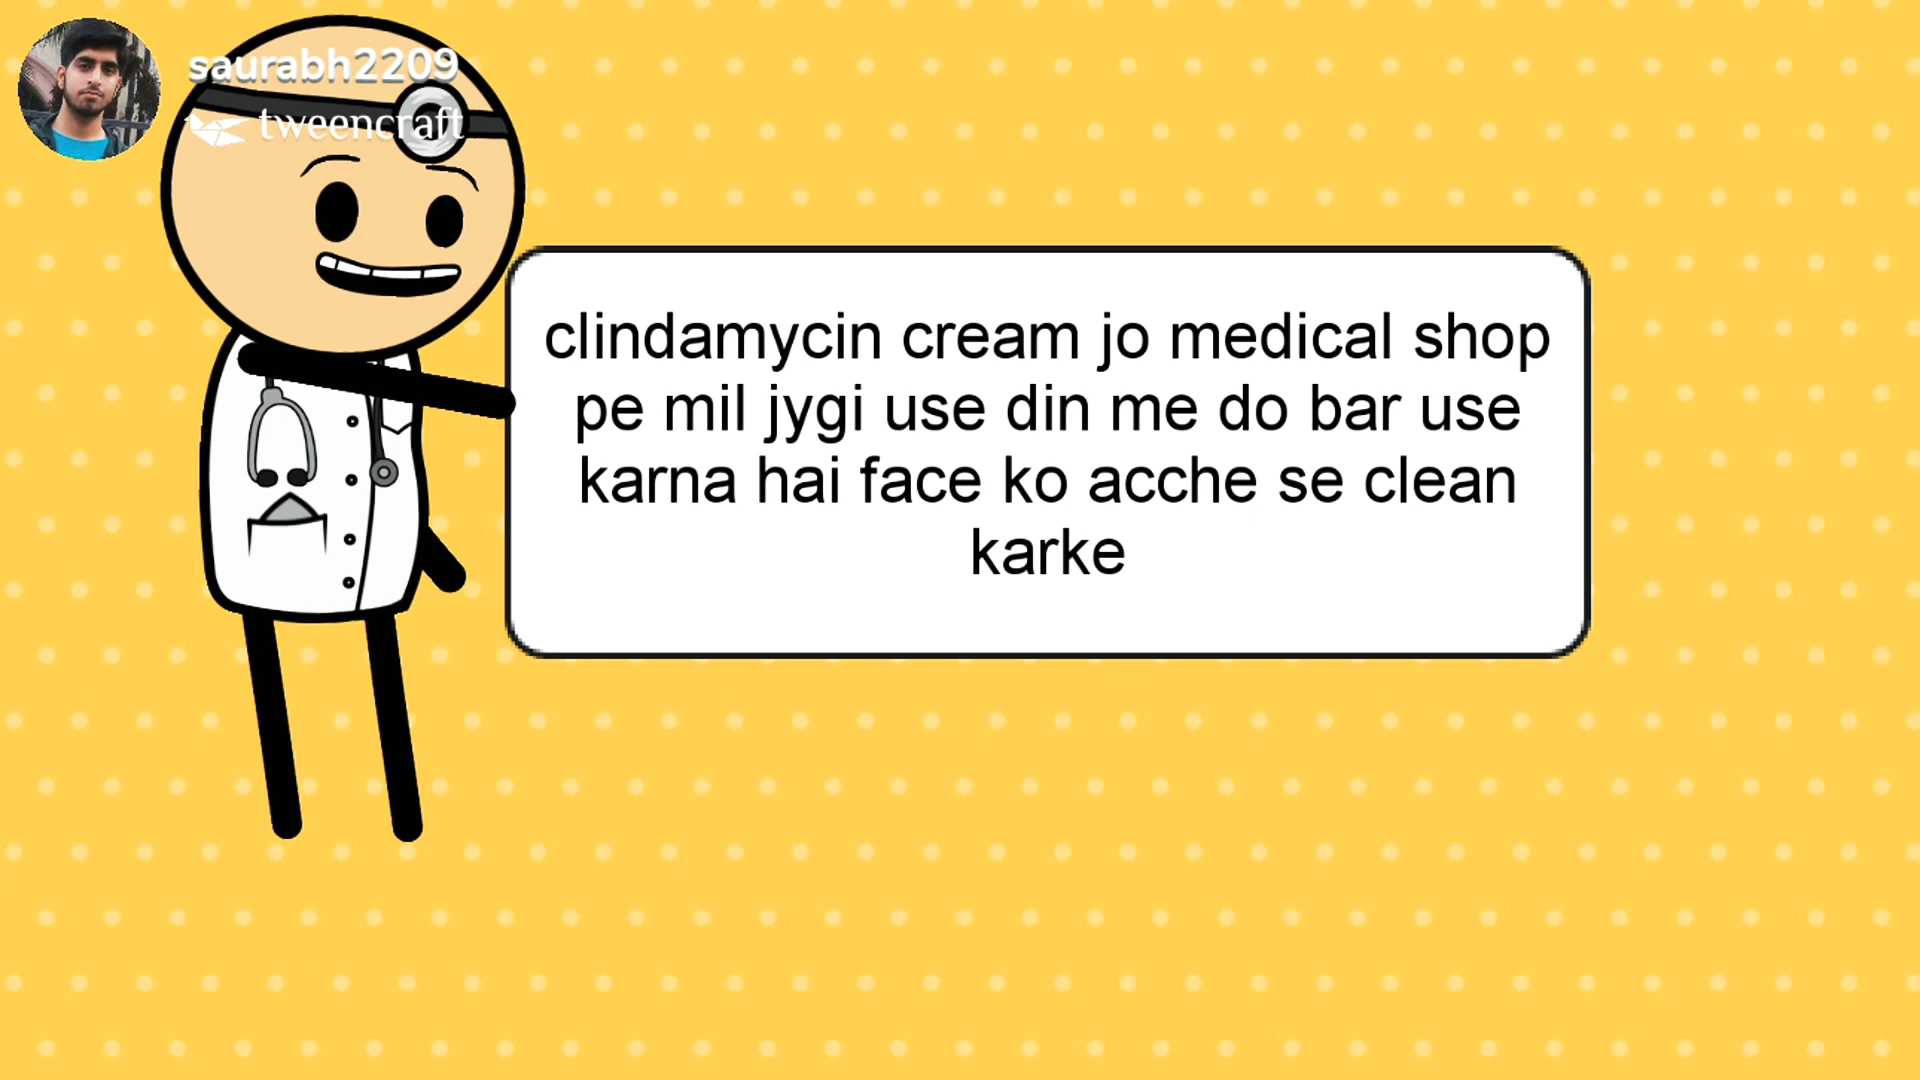 saurabh2209
tweencraft
clindamycin cream jo medical shop
pe mil jygi use din me do bar use
karna hai face ko acche se clean
karke